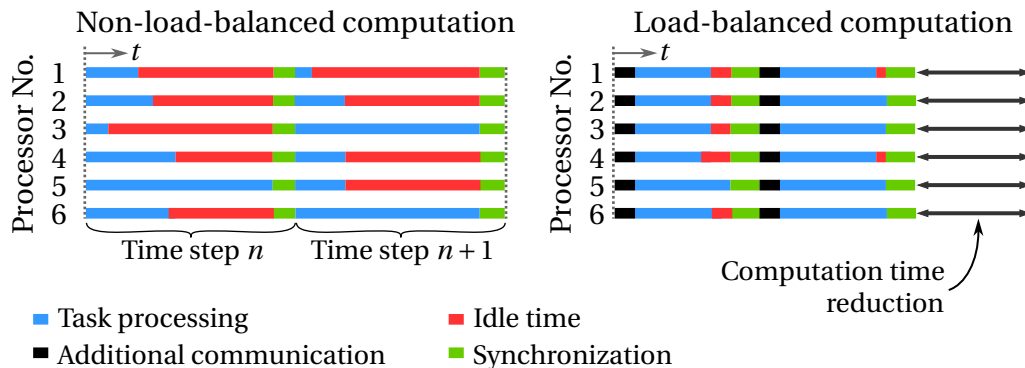 Non-load-balanced computation
Processor No.
t
1
2
3
4
5
6
Time step n
Time step n + 1
Load-balanced computation
Processor No.
t
1
2
3
4
5
6
Computation time
reduction
Task processing
Idle time
Additional communication
Synchronization